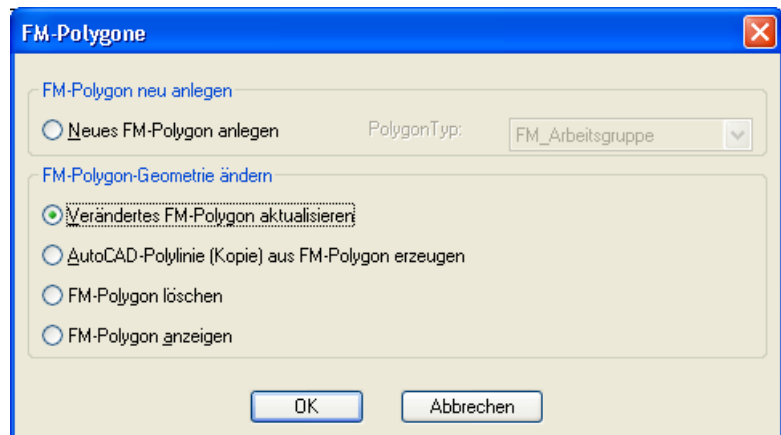 FM-Polygone
FM-Polygon neu anlegen
Neues FM-Polygon anlegen PolygonTyp: FM_Arbeitsgruppe
FM-Polygon-Geometrie ändern
Verändertes FM-Polygon aktualisieren
AutoCAD-Polylinie (Kopie) aus FM-Polygon erzeugen
FM-Polygon löschen
FM-Polygon anzeigen
OK Abbrechen